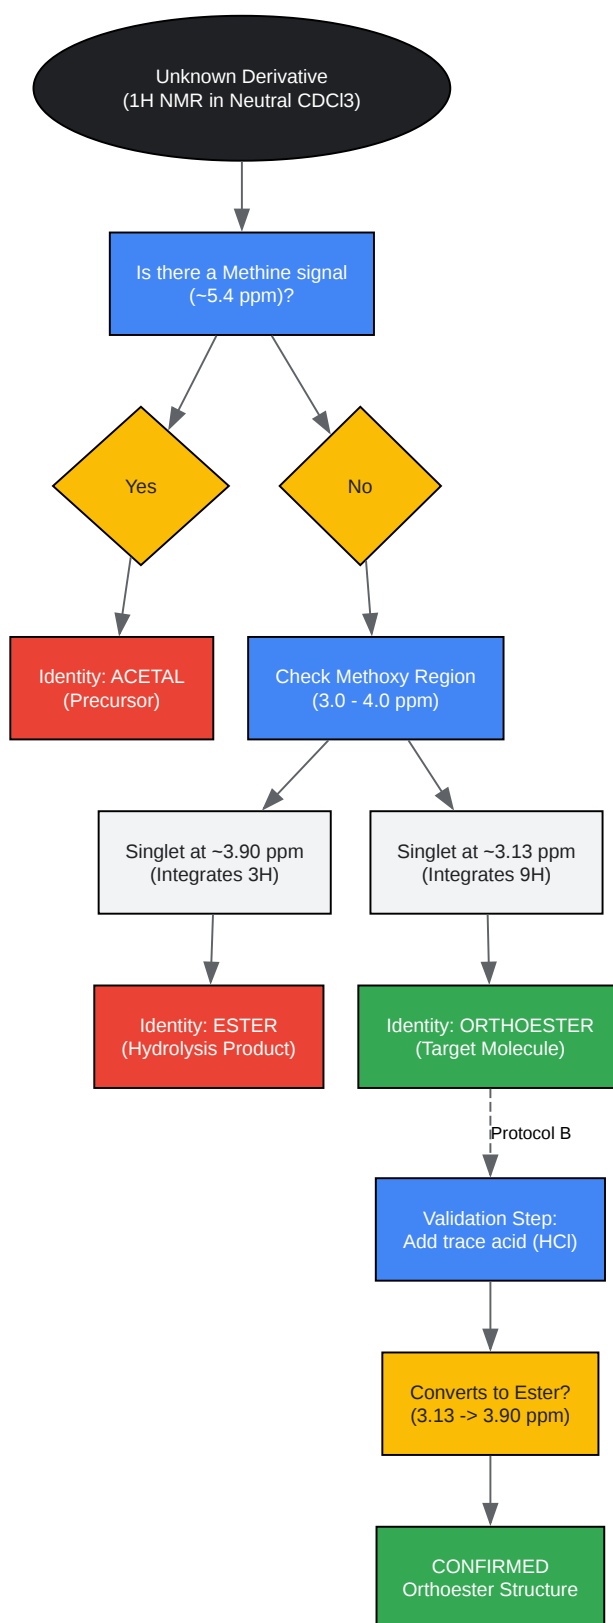 Unknown Derivative
(1H NMR in Neutral CDCl3)
Is there a Methine signal
(~5.4 ppm)?
Yes
No
Identity: ACETAL
(Precursor)
Check Methoxy Region
(3.0 - 4.0 ppm)
Singlet at ~3.90 ppm
(Integrates 3H)
Singlet at ~3.13 ppm
(Integrates 9H)
Identity: ESTER
(Hydrolysis Product)
Identity: ORTHOESTER
(Target Molecule)
Protocol B
Validation Step:
Add trace acid (HCl)
Converts to Ester?
(3.13 -> 3.90 ppm)
CONFIRMED
Orthoester Structure